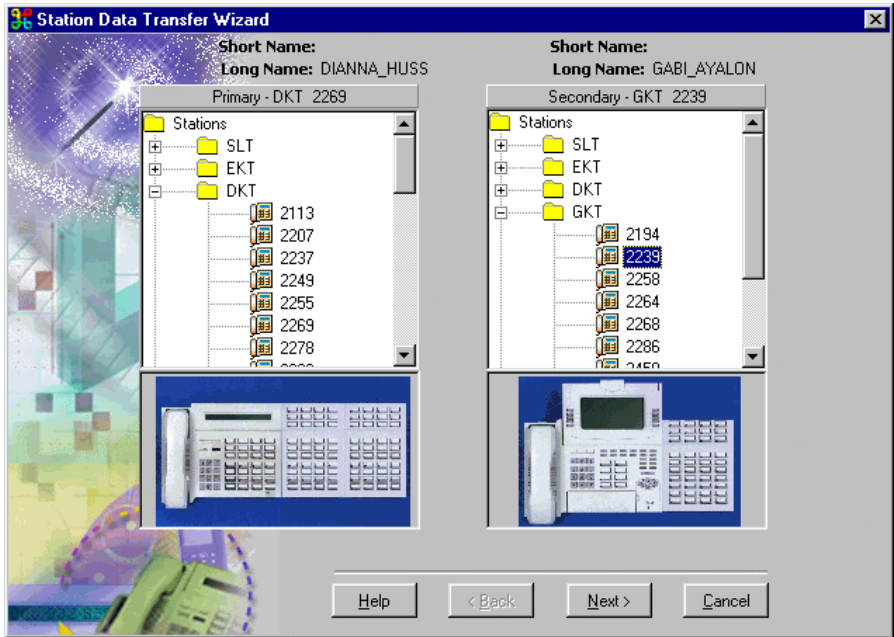 Station Data Transfer Wizard
Short Name:
Long Name: DIANNA_HUSS
Primary - DKT 2269
Stations
SLT
EKT
DKT
2113
2207
2237
2249
2255
2269
2278
Short Name:
Long Name: GABI_AYALON
Secondary - GKT 2239
Stations
SLT
EKT
DKT
GKT
2194
2239
2258
2264
2268
2286
Help
< Back
Next >
Cancel